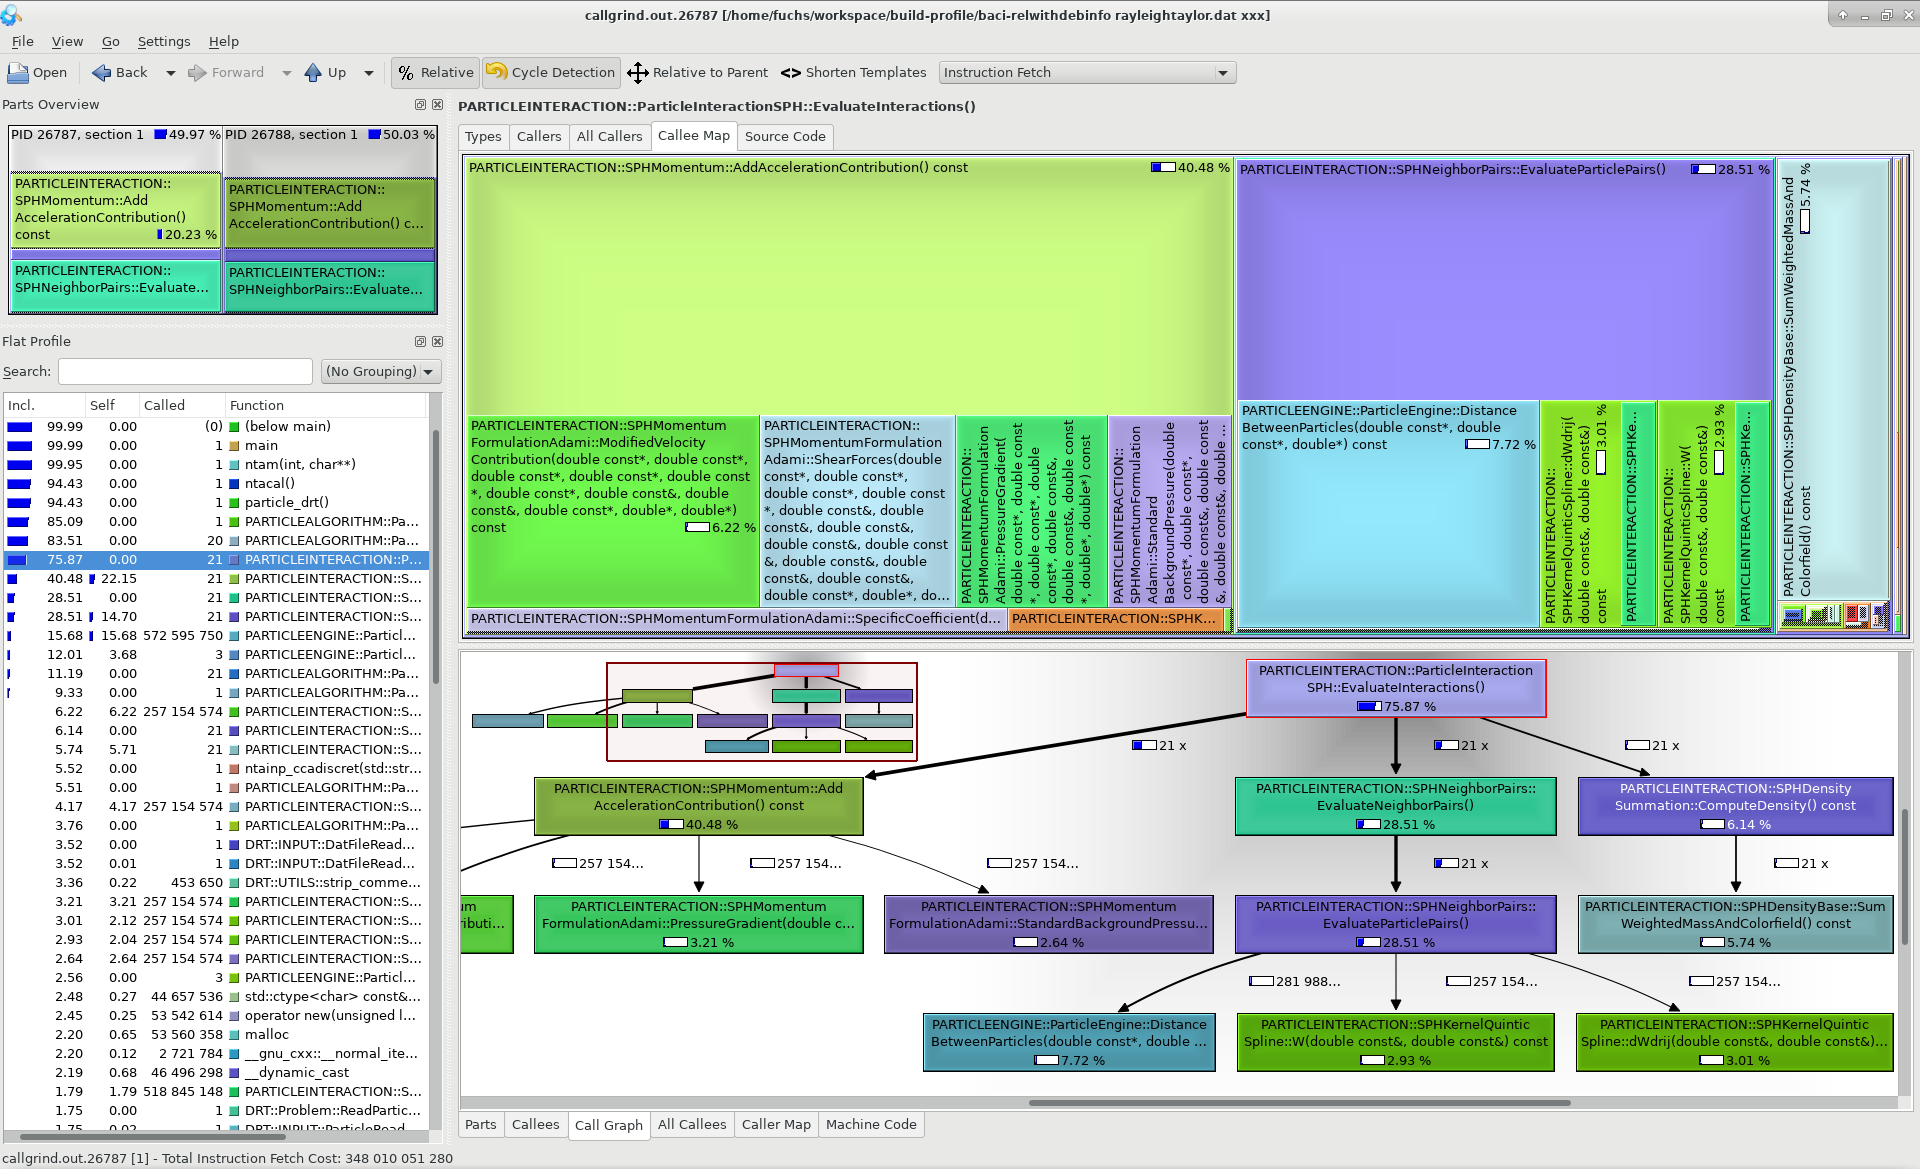 callgrind.out.26787 [/home/fuchs/workspace/build-profile/baci-relwithdebinfo rayleightaylor.dat xxx]
File View Go Settings Help
Open Back Forward Up % Relative Cycle Detection Relative to Parent <> Shorten Templates Instruction Fetch
Parts Overview
PID 26787, section 1 49.97 %
PARTICLEINTERACTION::
SPHMomentum::Add
AccelerationContribution()
const 20.23 %
PARTICLEINTERACTION::
SPHNeighborPairs::Evaluate...
PID 26788, section 1 50.03 %
PARTICLEINTERACTION::
SPHMomentum::Add
AccelerationContribution() c...
PARTICLEINTERACTION::
SPHNeighborPairs::Evaluate...
Flat Profile
Search: (No Grouping)
Incl. Self Called Function
99.99 0.00 (0) (below main)
99.99 0.00 1 main
99.95 0.00 1 ntam(int, char**)
94.43 0.00 1 ntacal()
94.43 0.00 1 particle_drt()
85.09 0.00 1 PARTICLEALGORITHM::Pa...
83.51 0.00 20 PARTICLEALGORITHM::Pa...
75.87 0.00 21 PARTICLEINTERACTION::P...
40.48 22.15 21 PARTICLEINTERACTION::S...
28.51 0.00 21 PARTICLEINTERACTION::S...
28.51 14.70 21 PARTICLEINTERACTION::S...
15.68 15.68 572 595 750 PARTICLEENGINE::Particl...
12.01 3.68 3 PARTICLEENGINE::Particl...
11.19 0.00 21 PARTICLEALGORITHM::Pa...
9.33 0.00 1 PARTICLEALGORITHM::Pa...
6.22 6.22 257 154 574 PARTICLEINTERACTION::S...
6.14 0.00 21 PARTICLEINTERACTION::S...
5.74 5.71 21 PARTICLEINTERACTION::S...
5.52 0.00 1 ntainp_ccadiscret(std::str...
5.51 0.00 1 PARTICLEALGORITHM::Pa...
4.17 4.17 257 154 574 PARTICLEINTERACTION::S...
3.76 0.00 1 PARTICLEALGORITHM::Pa...
3.52 0.00 1 DRT::INPUT::DatFileRead...
3.52 0.01 1 DRT::INPUT::DatFileRead...
3.36 0.22 453 650 DRT::UTILS::strip_comme...
3.21 3.21 257 154 574 PARTICLEINTERACTION::S...
3.01 2.12 257 154 574 PARTICLEINTERACTION::S...
2.93 2.04 257 154 574 PARTICLEINTERACTION::S...
2.64 2.64 257 154 574 PARTICLEINTERACTION::S...
2.56 0.00 3 PARTICLEENGINE::Particl...
2.48 0.27 44 657 536 std::ctype<char> const&...
2.45 0.25 53 542 614 operator new(unsigned l...
2.20 0.65 53 560 358 malloc
2.20 0.12 2 721 784 __gnu_cxx::__normal_ite...
2.19 0.68 46 496 298 __dynamic_cast
1.79 1.79 518 845 148 PARTICLEINTERACTION::S...
1.75 0.00 1 DRT::Problem::ReadPartic...
1.75 0.02 1 DRT::INPUT::ParticleRead
PARTICLEINTERACTION::ParticleInteractionSPH::EvaluateInteractions()
Types Callers All Callers Callee Map Source Code
PARTICLEINTERACTION::SPHMomentum::AddAccelerationContribution() const 40.48 %
PARTICLEINTERACTION::SPHMomentum
FormulationAdami::ModifiedVelocity
Contribution(double const*, double const*,
double const*, double const*, double const
*, double const*, double const&, double
const&, double const*, double*, double*)
const 6.22 %
PARTICLEINTERACTION::
SPHMomentumFormulation
Adami::ShearForces(double
const*, double const*,
double const*, double const
*, double const&, double
const&, double const&,
double const&, double const
&, double const&, double
const&, double const&,
double const*, double*, do...
PARTICLEINTERACTION::
SPHMomentumFormulation
Adami::PressureGradient(
double const*, double const
*, double const*, double
const*, double const&,
double const&, double const
*, double const*, double*) const
PARTICLEINTERACTION::
SPHMomentumFormulation
Adami::Standard
BackgroundPressure(double
const*, double const*,
double const&, double const
&, double const&, double ...
PARTICLEINTERACTION::SPHMomentumFormulationAdami::SpecificCoefficient(d...
PARTICLEINTERACTION::SPHK...
PARTICLEINTERACTION::SPHNeighborPairs::EvaluateParticlePairs() 28.51 %
PARTICLEENGINE::ParticleEngine::Distance
BetweenParticles(double const*, double
const*, double*) const 7.72 %
PARTICLEINTERACTION::
SPHKernelQuinticSpline::dWdrij(
double const&, double const&)
const 3.01 %
PARTICLEINTERACTION::SPHKe...
PARTICLEINTERACTION::
SPHKernelQuinticSpline::W(
double const&, double const&)
const 2.93 %
PARTICLEINTERACTION::SPHKe...
PARTICLEINTERACTION::SPHDensityBase::SumWeightedMassAnd
Colorfield() const 5.74 %
PARTICLEINTERACTION::ParticleInteraction
SPH::EvaluateInteractions()
75.87 %
21 x 21 x 21 x
PARTICLEINTERACTION::SPHMomentum::Add
AccelerationContribution() const
40.48 %
PARTICLEINTERACTION::SPHNeighborPairs::
EvaluateNeighborPairs()
28.51 %
PARTICLEINTERACTION::SPHDensity
Summation::ComputeDensity() const
6.14 %
257 154... 257 154... 257 154... 21 x 21 x
um
ributi...
PARTICLEINTERACTION::SPHMomentum
FormulationAdami::PressureGradient(double c...
3.21 %
PARTICLEINTERACTION::SPHMomentum
FormulationAdami::StandardBackgroundPressu...
2.64 %
PARTICLEINTERACTION::SPHNeighborPairs::
EvaluateParticlePairs()
28.51 %
PARTICLEINTERACTION::SPHDensityBase::Sum
WeightedMassAndColorfield() const
5.74 %
281 988... 257 154... 257 154...
PARTICLEENGINE::ParticleEngine::Distance
BetweenParticles(double const*, double ...
7.72 %
PARTICLEINTERACTION::SPHKernelQuintic
Spline::W(double const&, double const&) const
2.93 %
PARTICLEINTERACTION::SPHKernelQuintic
Spline::dWdrij(double const&, double const&)...
3.01 %
Parts Callees Call Graph All Callees Caller Map Machine Code
callgrind.out.26787 [1] - Total Instruction Fetch Cost: 348 010 051 280